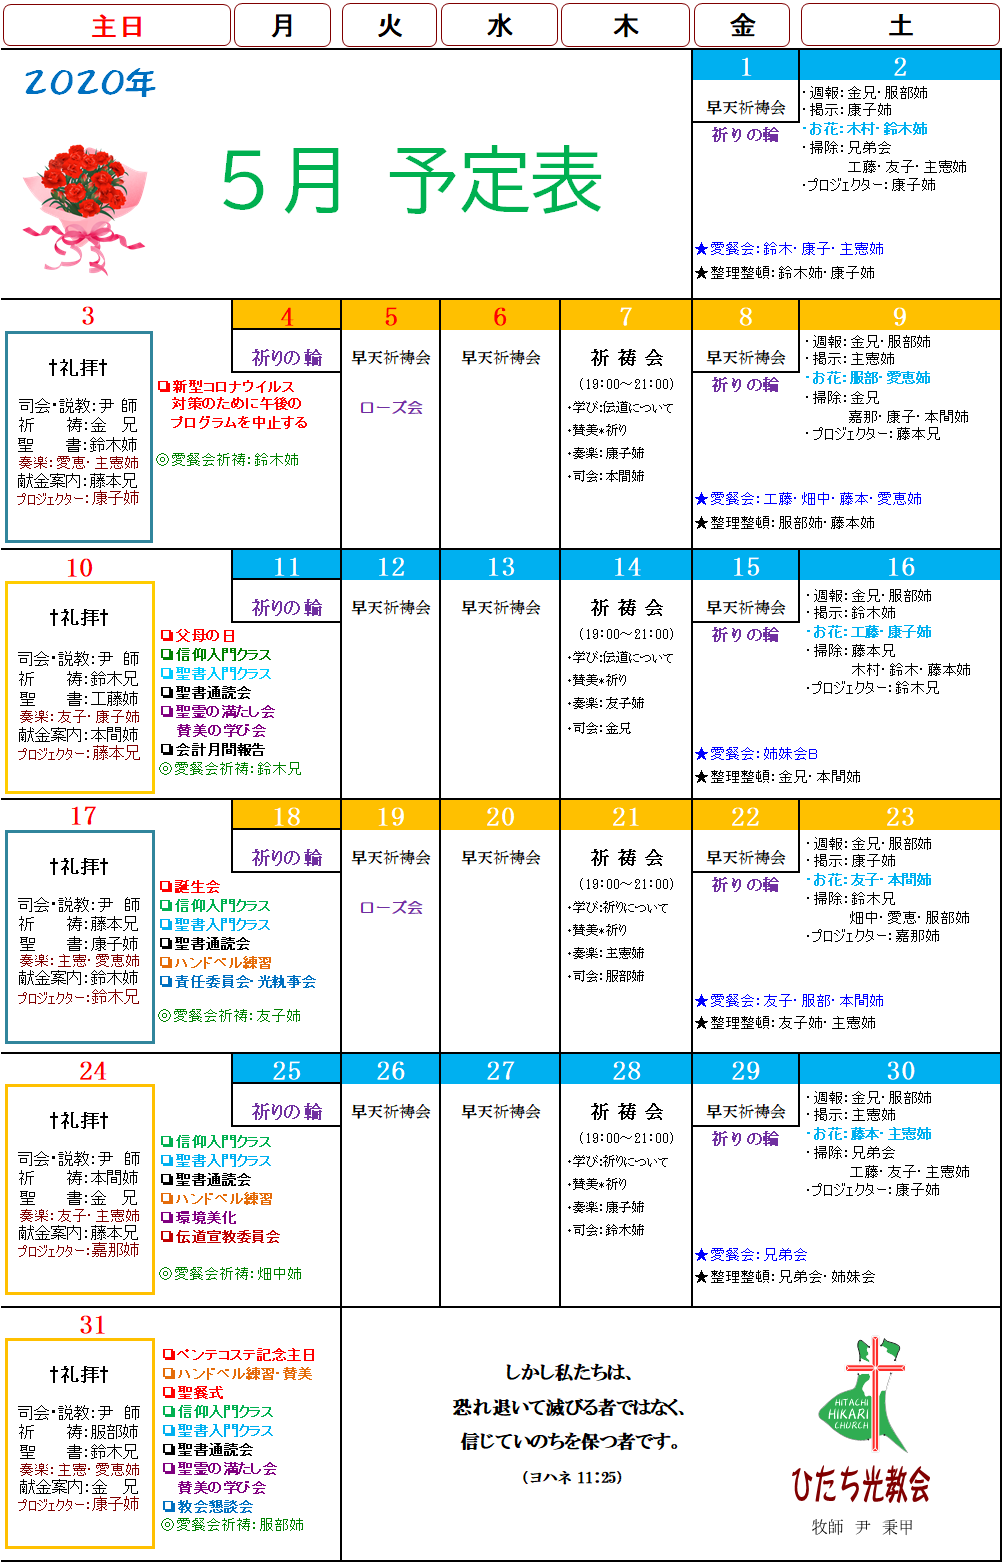 主日 月 火 水 木 金 土
2020年
5月 予定表
1
早天祈祷会
祈りの輪
2
・週報:金兄・服部姉
・掲示:康子姉
・お花:木村・鈴木姉
・掃除:兄弟会
工藤・友子・主憲姉
・プロジェクター:康子姉
★愛餐会:鈴木・康子・主憲姉
★整理整頓:鈴木姉・康子姉
3
†礼拝†
司会・説教:尹 師
祈 祷:金 兄
聖 書:鈴木姉
奏楽:愛恵・主憲姉
献金案内:藤本兄
プロジェクター:康子姉
❏新型コロナウイルス
対策のために午後の
プログラムを中止する
◎愛餐会祈祷:鈴木姉
4
祈りの輪
5
早天祈祷会
ローズ会
6
早天祈祷会
7
祈 祷 会
(19:00~21:00)
・学び:伝道について
・賛美*祈り
・奏楽:康子姉
・司会:本間姉
8
早天祈祷会
祈りの輪
9
・週報:金兄・服部姉
・掲示:主憲姉
・お花:服部・愛恵姉
・掃除:金兄
嘉那・康子・本間姉
・プロジェクター:藤本兄
★愛餐会:工藤・畑中・藤本・愛恵姉
★整理整頓:服部姉・藤本姉
10
†礼拝†
司会・説教:尹 師
祈 祷:鈴木兄
聖 書:工藤姉
奏楽:友子・康子姉
献金案内:本間姉
プロジェクター:藤本兄
❏父母の日
❏信仰入門クラス
❏聖書入門クラス
❏聖書通読会
❏聖霊の満たし会
賛美の学び会
❏会計月間報告
◎愛餐会祈祷:鈴木兄
11
祈りの輪
12
早天祈祷会
13
早天祈祷会
14
祈 祷 会
(19:00~21:00)
・学び:伝道について
・賛美*祈り
・奏楽:友子姉
・司会:金兄
15
早天祈祷会
祈りの輪
16
・週報:金兄・服部姉
・掲示:鈴木姉
・お花:工藤・康子姉
・掃除:藤本兄
木村・鈴木・藤本姉
・プロジェクター:鈴木兄
★愛餐会:姉妹会B
★整理整頓:金兄・本間姉
17
†礼拝†
司会・説教:尹 師
祈 祷:藤本兄
聖 書:康子姉
奏楽:主憲・愛恵姉
献金案内:鈴木姉
プロジェクター:鈴木兄
❏誕生会
❏信仰入門クラス
❏聖書入門クラス
❏聖書通読会
❏ハンドベル練習
❏責任委員会・光執事会
◎愛餐会祈祷:友子姉
18
祈りの輪
19
早天祈祷会
ローズ会
20
早天祈祷会
21
祈 祷 会
(19:00~21:00)
・学び:祈りについて
・賛美*祈り
・奏楽:主憲姉
・司会:服部姉
22
早天祈祷会
祈りの輪
23
・週報:金兄・服部姉
・掲示:康子姉
・お花:友子・本間姉
・掃除:鈴木兄
畑中・愛恵・服部姉
・プロジェクター:嘉那姉
★愛餐会:友子・服部・本間姉
★整理整頓:友子姉・主憲姉
24
†礼拝†
司会・説教:尹 師
祈 祷:本間姉
聖 書:金 兄
奏楽:友子・主憲姉
献金案内:藤本兄
プロジェクター:嘉那姉
❏信仰入門クラス
❏聖書入門クラス
❏聖書通読会
❏ハンドベル練習
❏環境美化
❏伝道宣教委員会
◎愛餐会祈祷:畑中姉
25
祈りの輪
26
早天祈祷会
27
早天祈祷会
28
祈 祷 会
(19:00~21:00)
・学び:祈りについて
・賛美*祈り
・奏楽:康子姉
・司会:鈴木姉
29
早天祈祷会
祈りの輪
30
・週報:金兄・服部姉
・掲示:主憲姉
・お花:藤本・主憲姉
・掃除:兄弟会
工藤・友子・主憲姉
・プロジェクター:康子姉
★愛餐会:兄弟会
★整理整頓:兄弟会・姉妹会
31
†礼拝†
司会・説教:尹 師
祈 祷:服部姉
聖 書:鈴木兄
奏楽:主憲・愛恵姉
献金案内:金 兄
プロジェクター:康子姉
❏ペンテコステ記念主日
❏ハンドベル練習・賛美
❏聖餐式
❏信仰入門クラス
❏聖書入門クラス
❏聖書通読会
❏聖霊の満たし会
賛美の学び会
❏教会懇談会
◎愛餐会祈祷:服部姉
しかし私たちは、
恐れ退いて滅びる者ではなく、
信じていのちを保つ者です。
(ヨハネ 11:25)
HITACHI
HIKARI
CHURCH
ひたち光教会
牧師 尹 秉甲